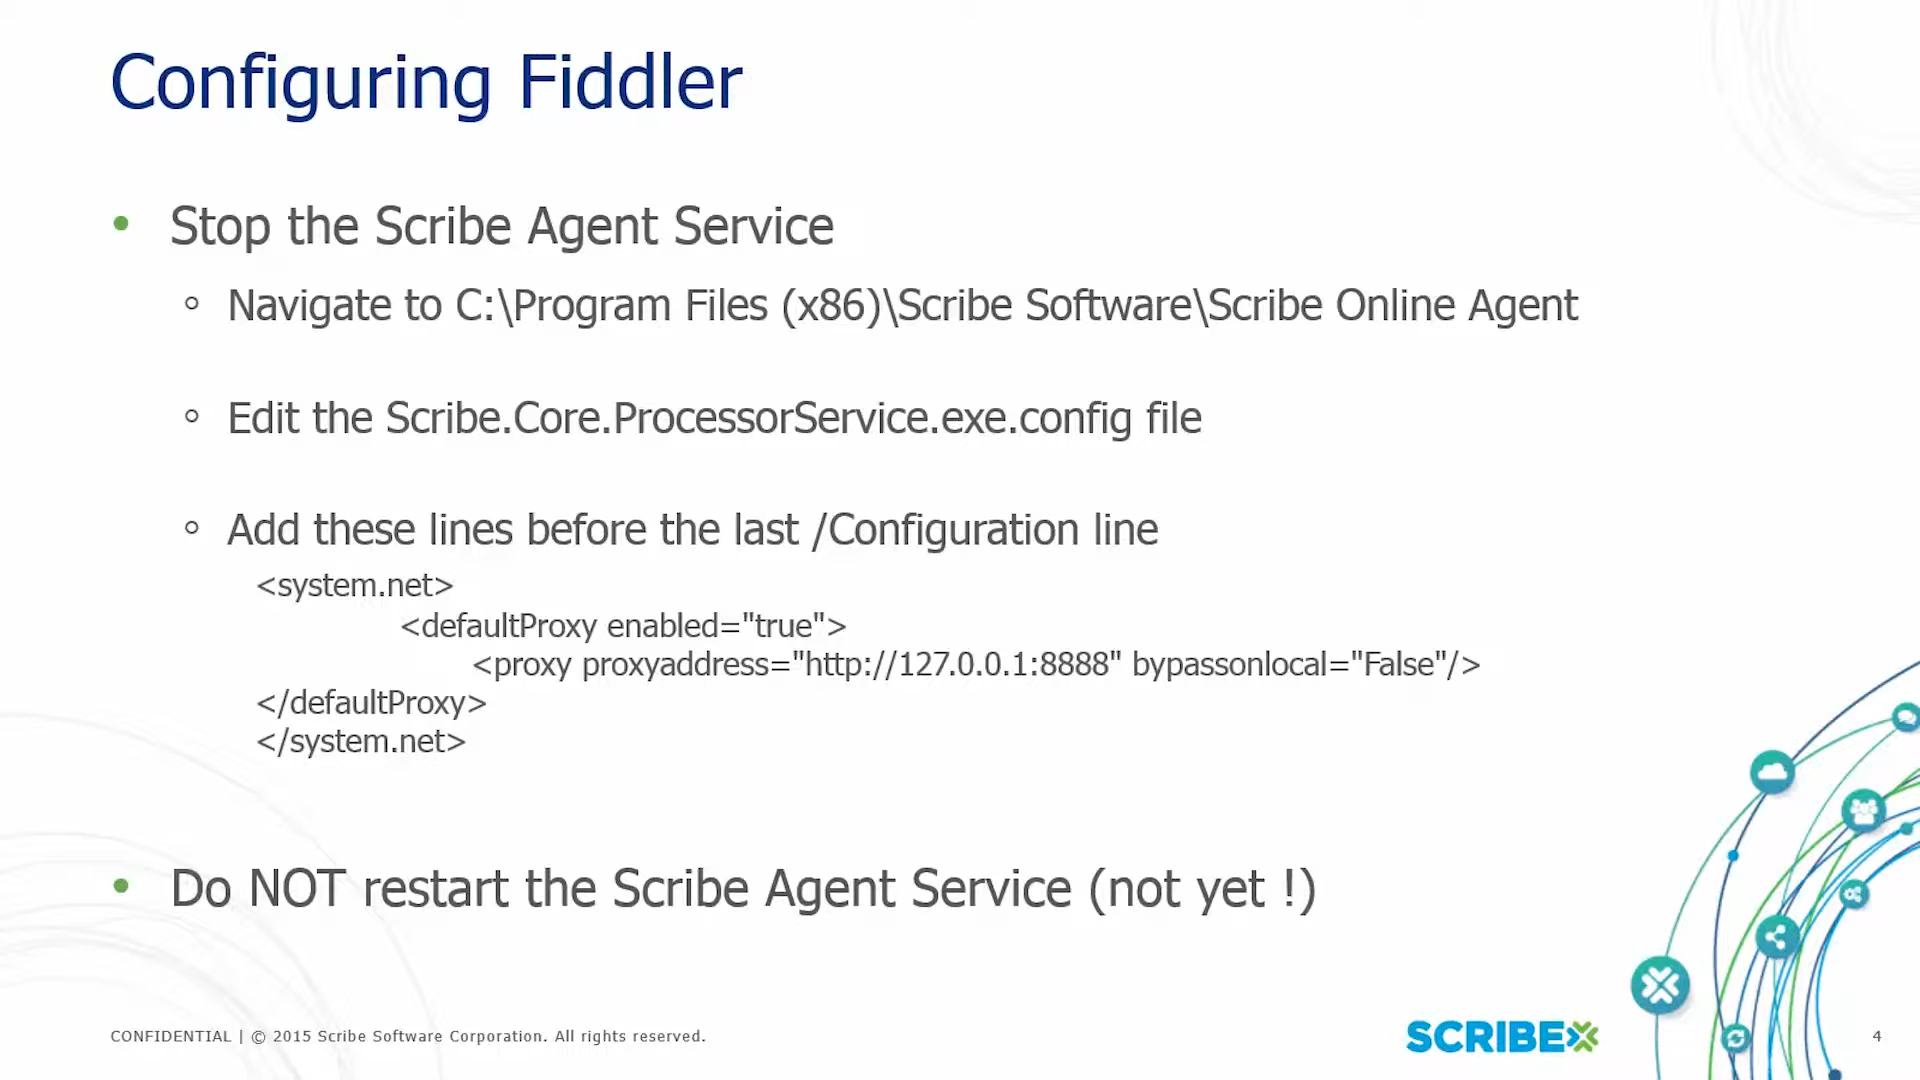 Configuring Fiddler
• Stop the Scribe Agent Service
◦ Navigate to C:\Program Files (x86)\Scribe Software\Scribe Online Agent
◦ Edit the Scribe.Core.ProcessorService.exe.config file
◦ Add these lines before the last /Configuration line
<system.net>
<defaultProxy enabled="true">
<proxy proxyaddress="http://127.0.0.1:8888" bypassonlocal="False"/>
</defaultProxy>
</system.net>
• Do NOT restart the Scribe Agent Service (not yet !)
CONFIDENTIAL | © 2015 Scribe Software Corporation. All rights reserved.
SCRIBE
4